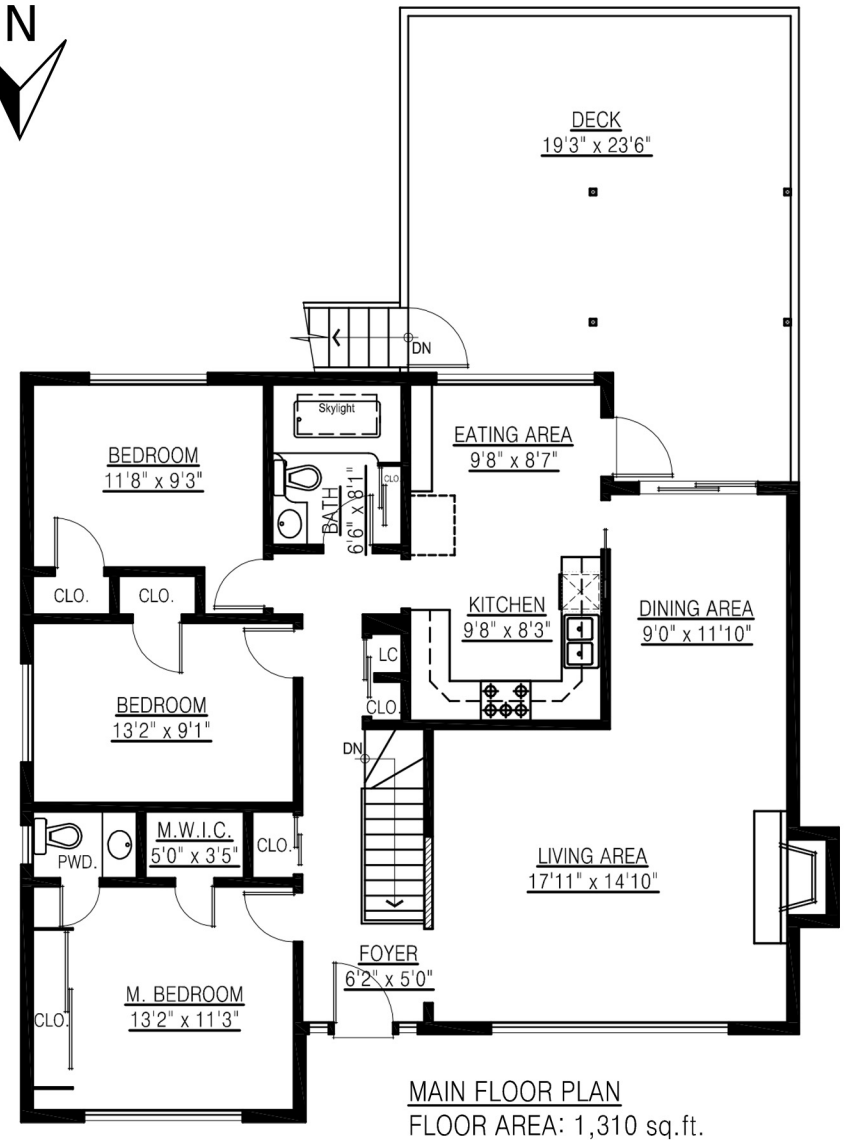 N
DECK
19'3" x 23'6"
DN
Skylight
BEDROOM
11'8" x 9'3"
EATING AREA
9'8" x 8'7"
CLO.
BATH
6'6" x 8'1"
CLO.
CLO.
KITCHEN
9'8" x 8'3"
DINING AREA
9'0" x 11'10"
LC
CLO.
BEDROOM
13'2" x 9'1"
DN
M.W.I.C.
5'0" x 3'5"
CLO.
PWD.
LIVING AREA
17'11" x 14'10"
FOYER
6'2" x 5'0"
M. BEDROOM
13'2" x 11'3"
CLO.
MAIN FLOOR PLAN
FLOOR AREA: 1,310 sq.ft.